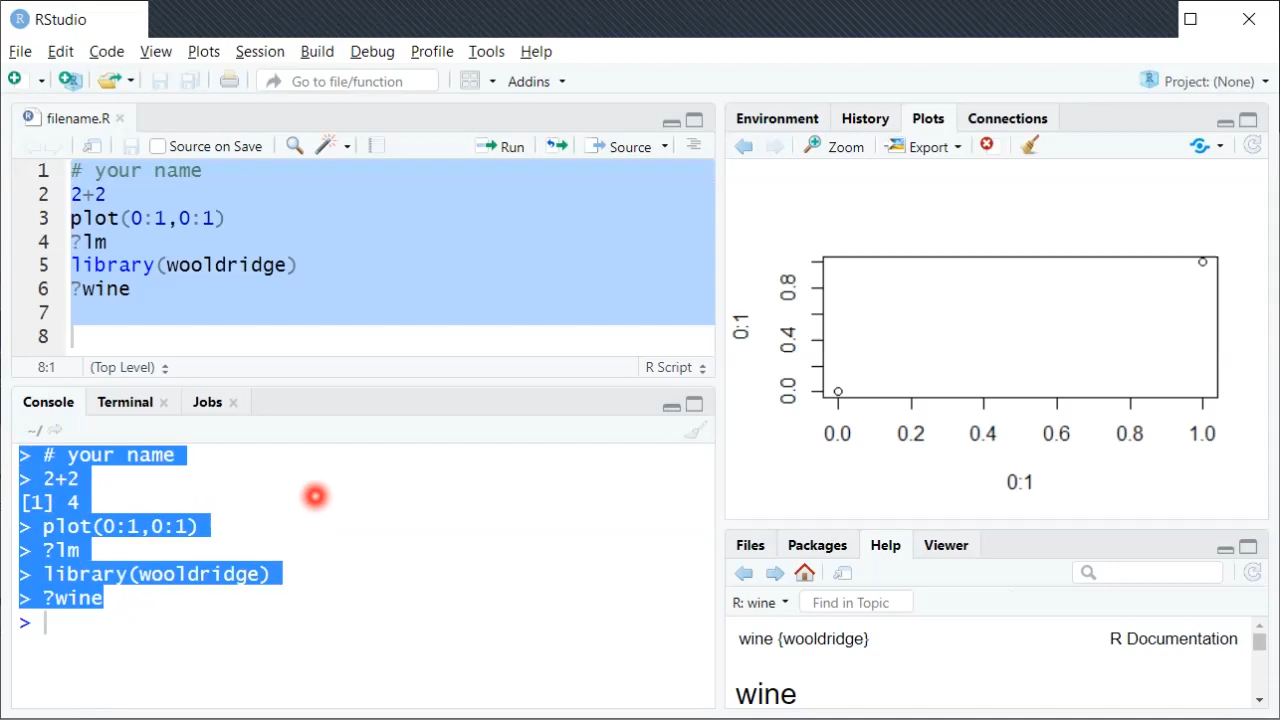 RStudio
File Edit Code View Plots Session Build Debug Profile Tools Help
Go to file/function Addins Project: (None)
filename.R
Source on Save Run Source
1 # your name
2 2+2
3 plot(0:1,0:1)
4 ?lm
5 library(wooldridge)
6 ?wine
7
8
8:1 (Top Level) R Script
Console Terminal Jobs
~/
> # your name
> 2+2
[1] 4
> plot(0:1,0:1)
> ?lm
> library(wooldridge)
> ?wine
>
Environment History Plots Connections
Zoom Export
0:1
0.8
0.4
0.0
0.0 0.2 0.4 0.6 0.8 1.0
0:1
Files Packages Help Viewer
R: wine Find in Topic
wine {wooldridge} R Documentation
wine